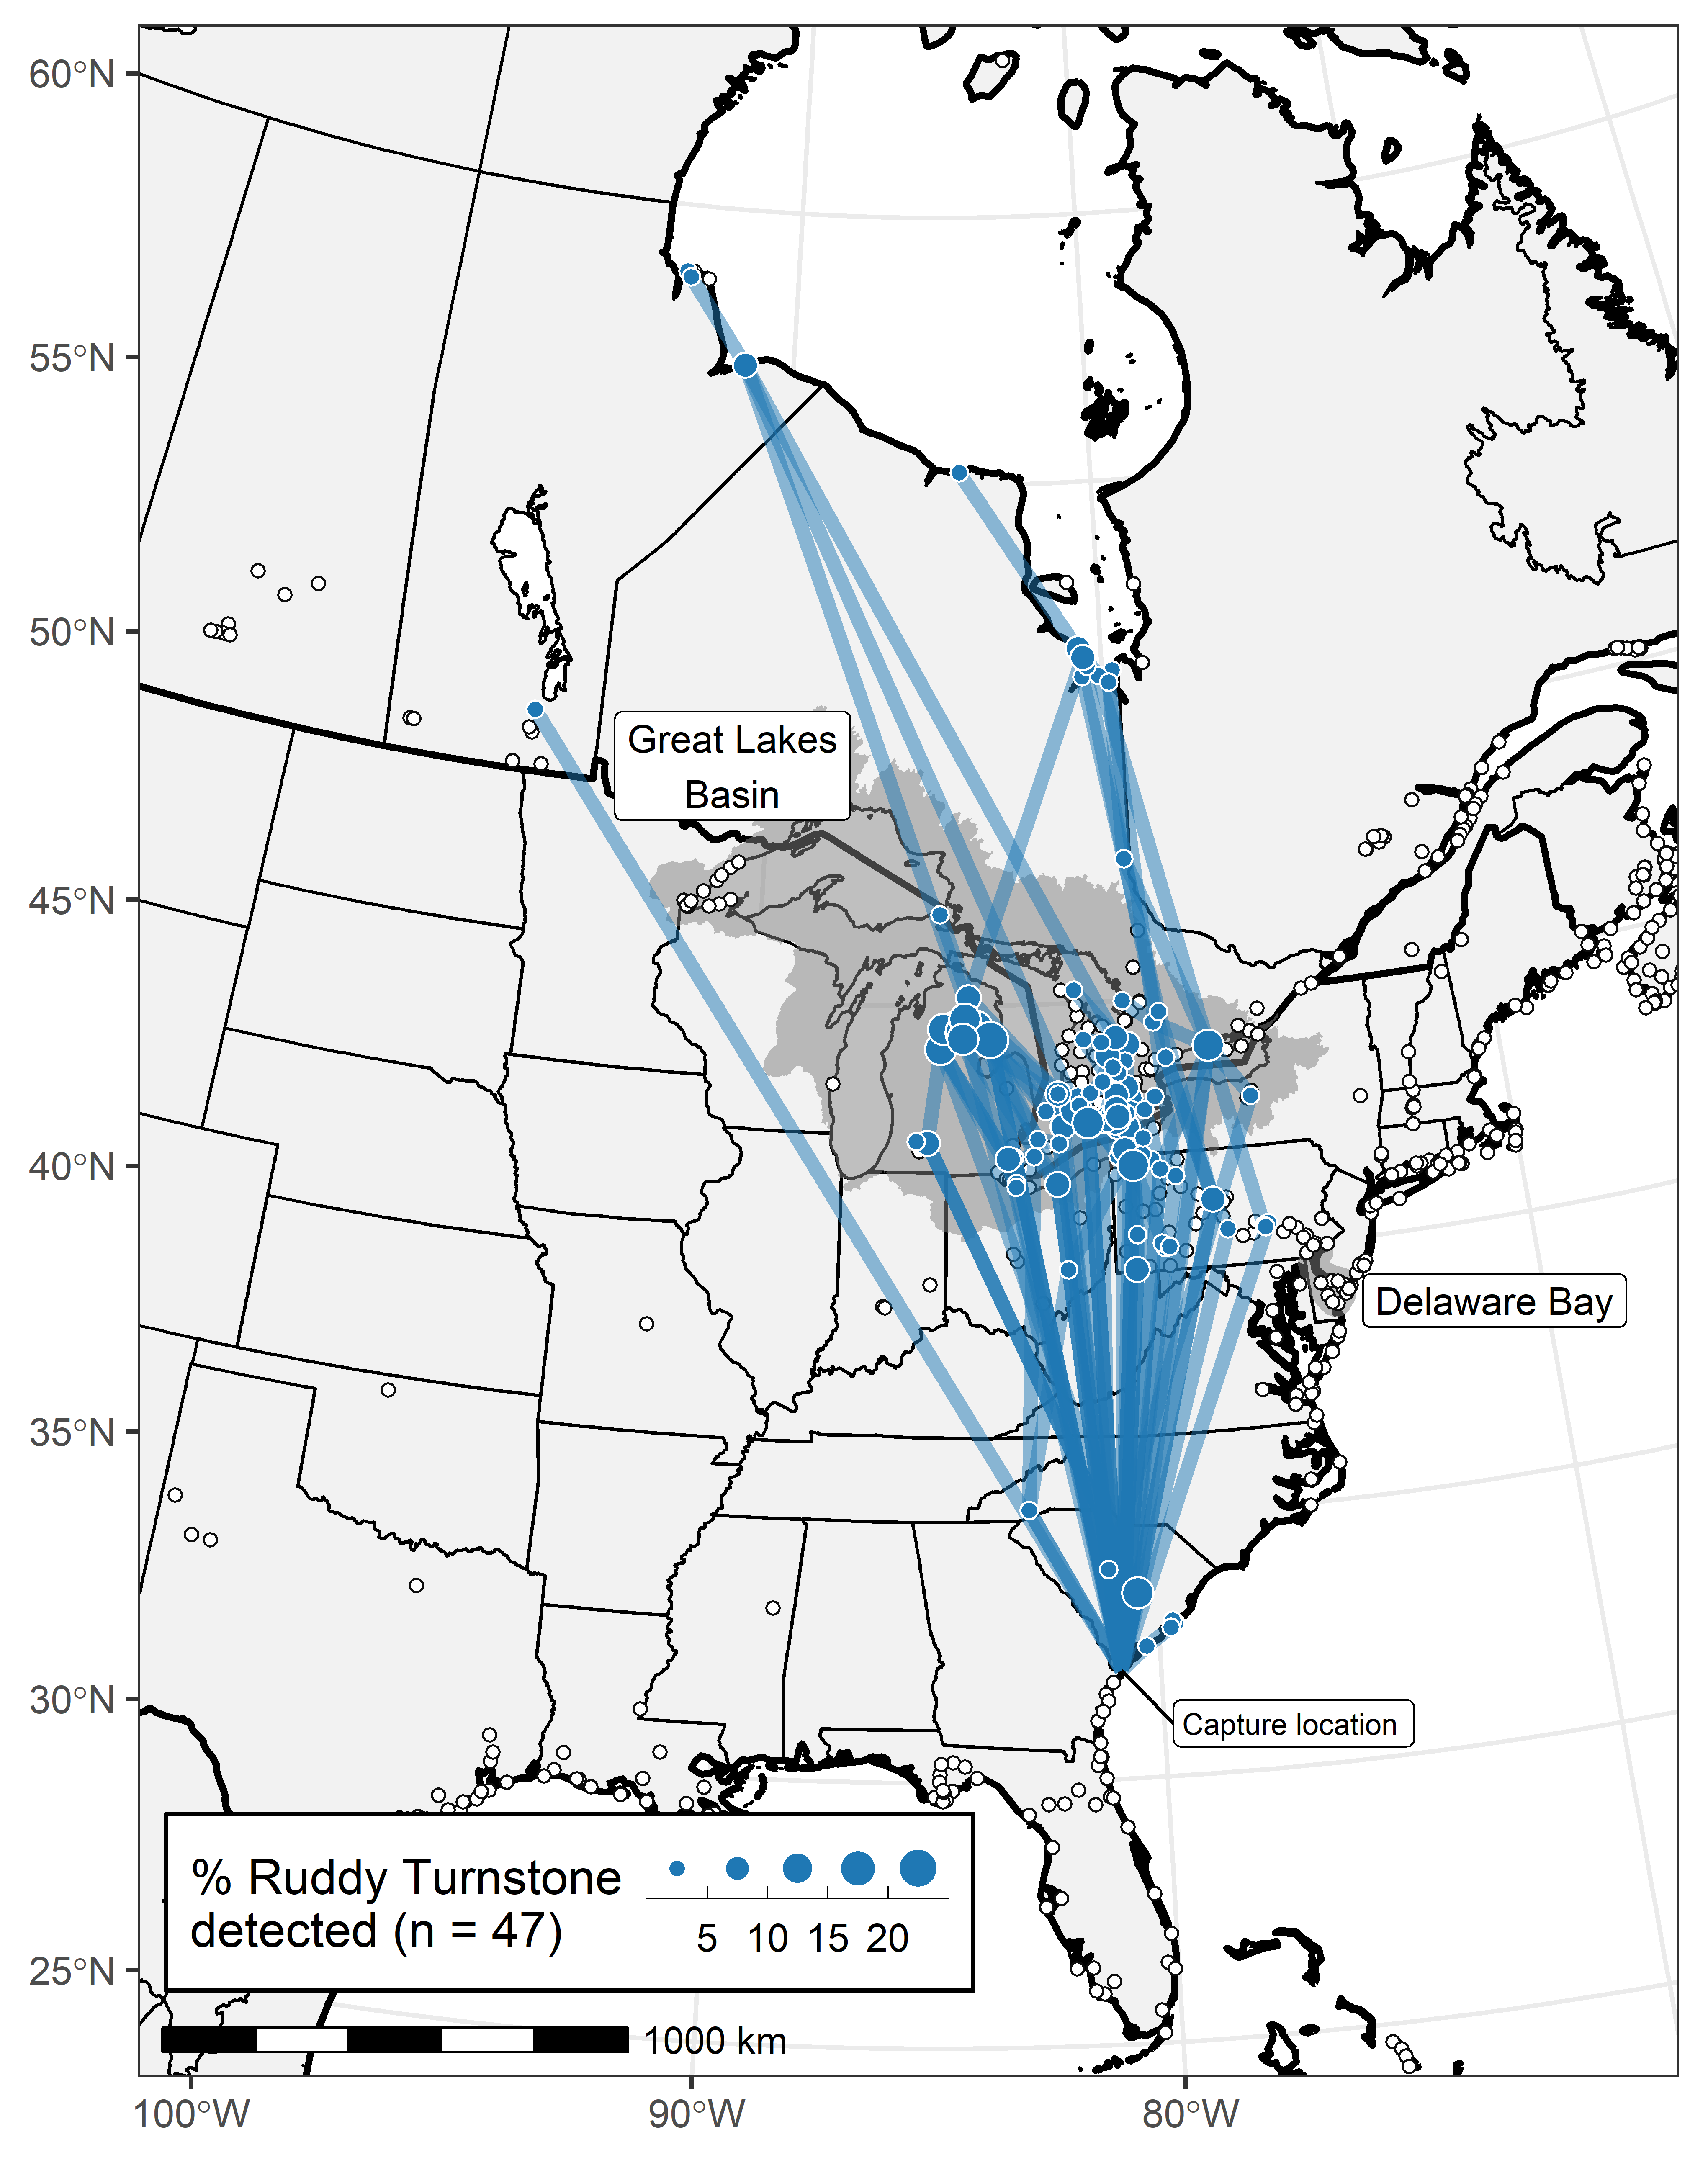 60°N
55°N
50°N
45°N
40°N
35°N
30°N
25°N
Great Lakes
Basin
Delaware Bay
Capture location
% Ruddy Turnstone
detected (n = 47)
5 10 15 20
1000 km
100°W 90°W 80°W